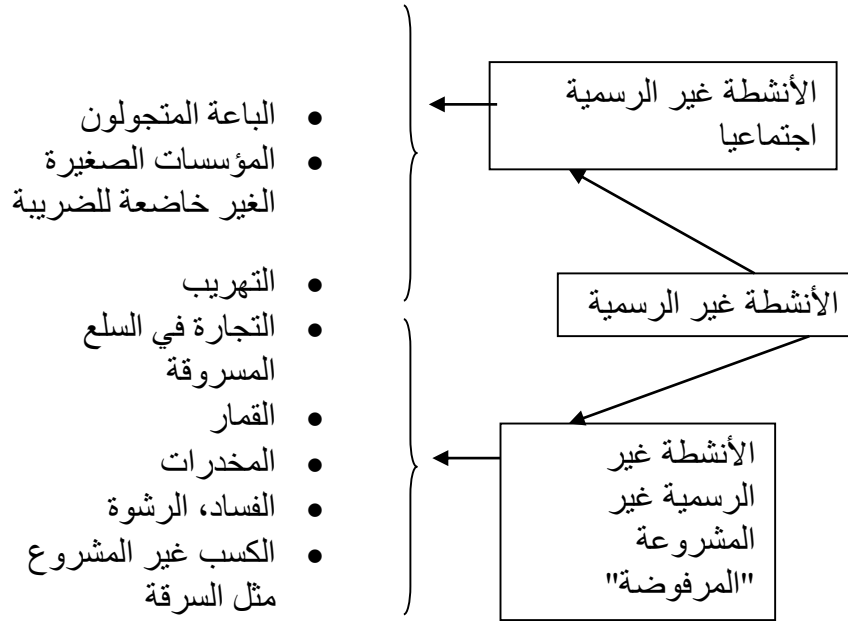 الأنشطة غير الرسمية
اجتماعيا
• الباعة المتجولون
• المؤسسات الصغيرة
الغير خاضعة للضريبة
الأنشطة غير الرسمية
• التهريب
• التجارة في السلع
المسروقة
• القمار
• المخدرات
• الفساد، الرشوة
• الكسب غير المشروع
مثل السرقة
الأنشطة غير
الرسمية غير
المشروعة
"المرفوضة"